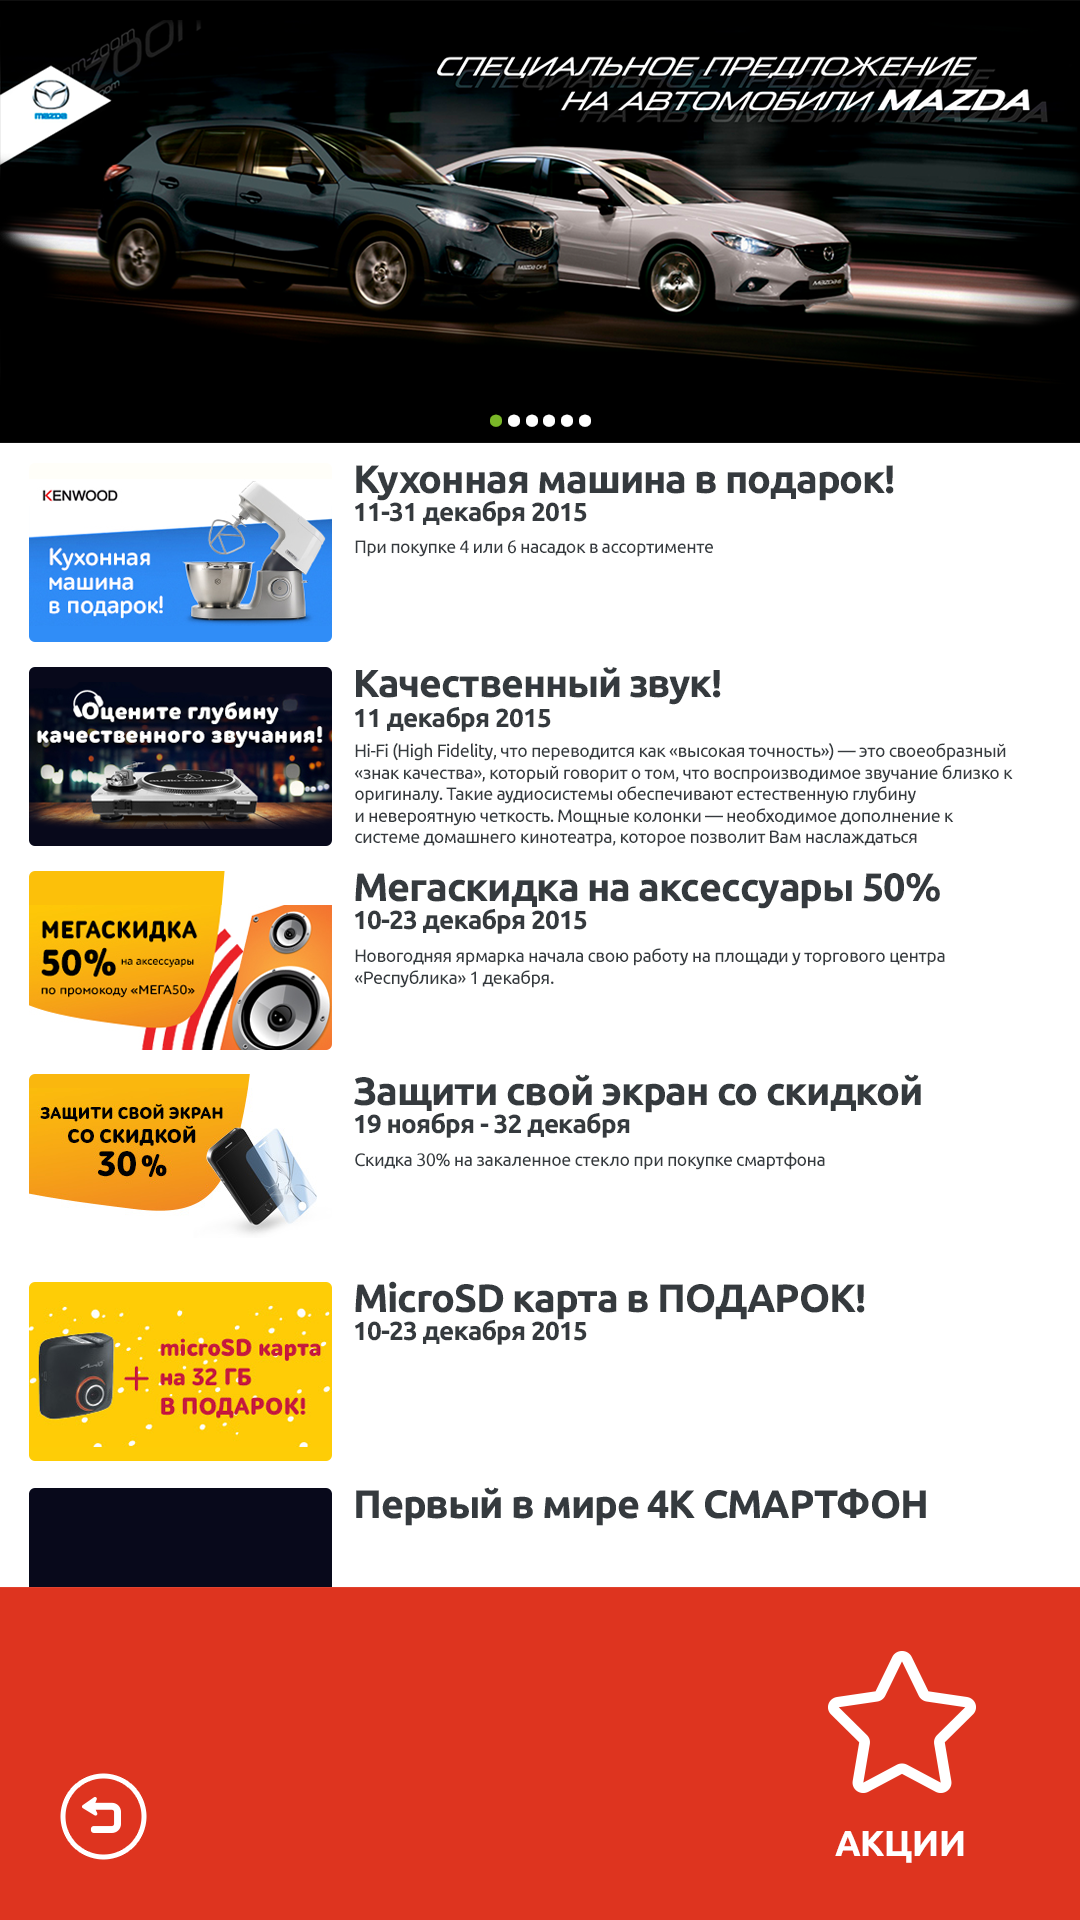 zoom-zoom
mazda
СПЕЦИАЛЬНОЕ ПРЕДЛОЖЕНИЕ
НА АВТОМОБИЛИ MAZDA
KENWOOD
Кухонная
машина
в подарок!
Кухонная машина в подарок!
11-31 декабря 2015
При покупке 4 или 6 насадок в ассортименте
Оцените глубину
качественного звучания!
audio-technica
Качественный звук!
11 декабря 2015
Hi-Fi (High Fidelity, что переводится как «высокая точность») — это своеобразный
«знак качества», который говорит о том, что воспроизводимое звучание близко к
оригиналу. Такие аудиосистемы обеспечивают естественную глубину
и невероятную четкость. Мощные колонки — необходимое дополнение к
системе домашнего кинотеатра, которое позволит Вам наслаждаться
МЕГАСКИДКА
50% на аксессуары
по промокоду «МЕГА50»
Мегаскидка на аксессуары 50%
10-23 декабря 2015
Новогодняя ярмарка начала свою работу на площади у торгового центра
«Республика» 1 декабря.
ЗАЩИТИ СВОЙ ЭКРАН
СО СКИДКОЙ
30 %
Защити свой экран со скидкой
19 ноября - 32 декабря
Скидка 30% на закаленное стекло при покупке смартфона
microSD карта
+ на 32 ГБ
В ПОДАРОК!
MicroSD карта в ПОДАРОК!
10-23 декабря 2015
Первый в мире 4К СМАРТФОН
АКЦИИ